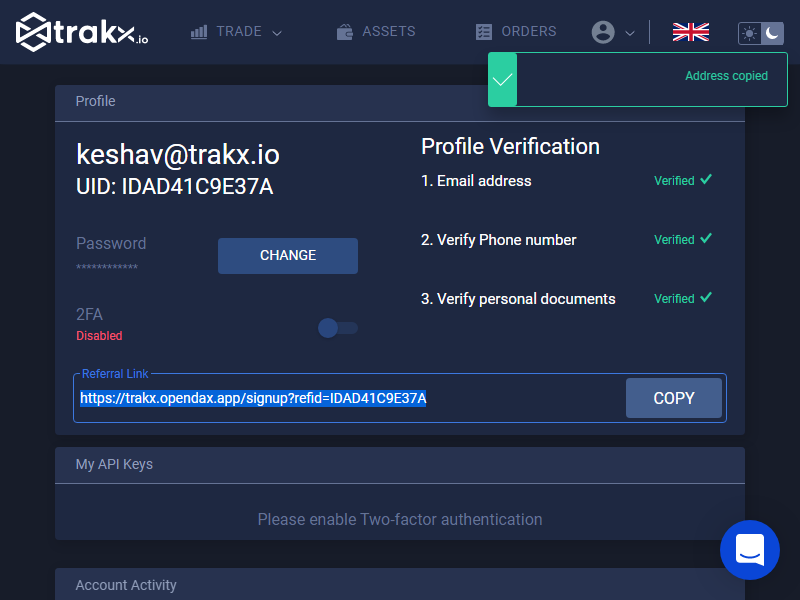 trakx.io
TRADE
ASSETS
ORDERS
Address copied
Profile
keshav@trakx.io
UID: IDAD41C9E37A
Password
************
CHANGE
2FA
Disabled
Profile Verification
1. Email address
Verified
2. Verify Phone number
Verified
3. Verify personal documents
Verified
Referral Link
https://trakx.opendax.app/signup?refid=IDAD41C9E37A
COPY
My API Keys
Please enable Two-factor authentication
Account Activity